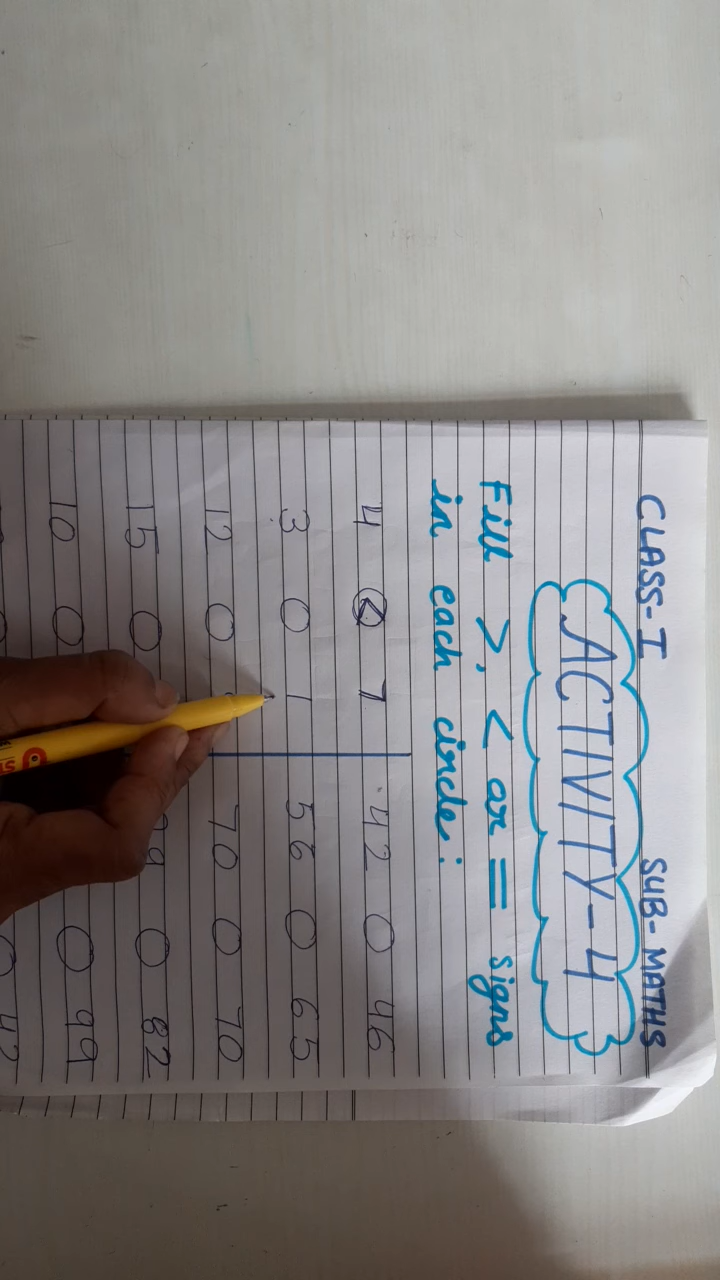 CLASS-I SUB-MATHS
ACTIVITY-4
Fill >, < or = signs
in each circle:
4 < 7 42 ○ 46
3 ○ 1 56 ○ 65
12 ○ 70 ○ 70
15 ○ ○ 82
10 ○ ○ 99
○ 42